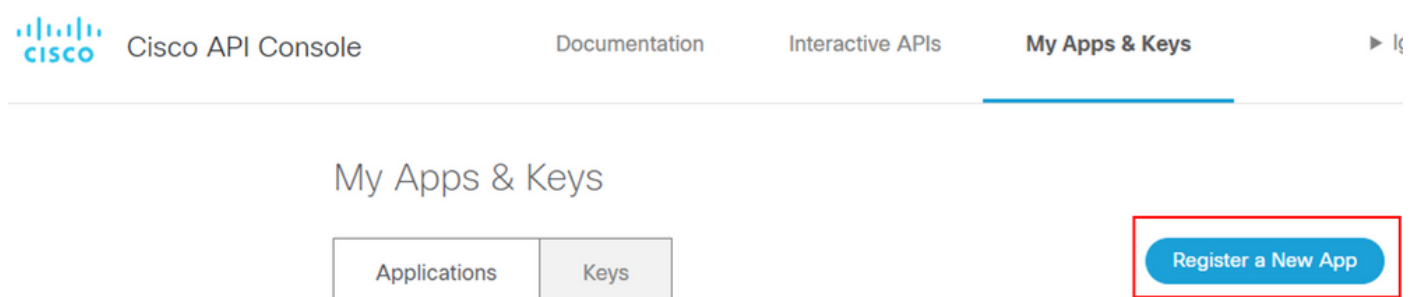 CISCO
Cisco API Console
Documentation
Interactive APIs
My Apps & Keys
My Apps & Keys
Applications
Keys
Register a New App